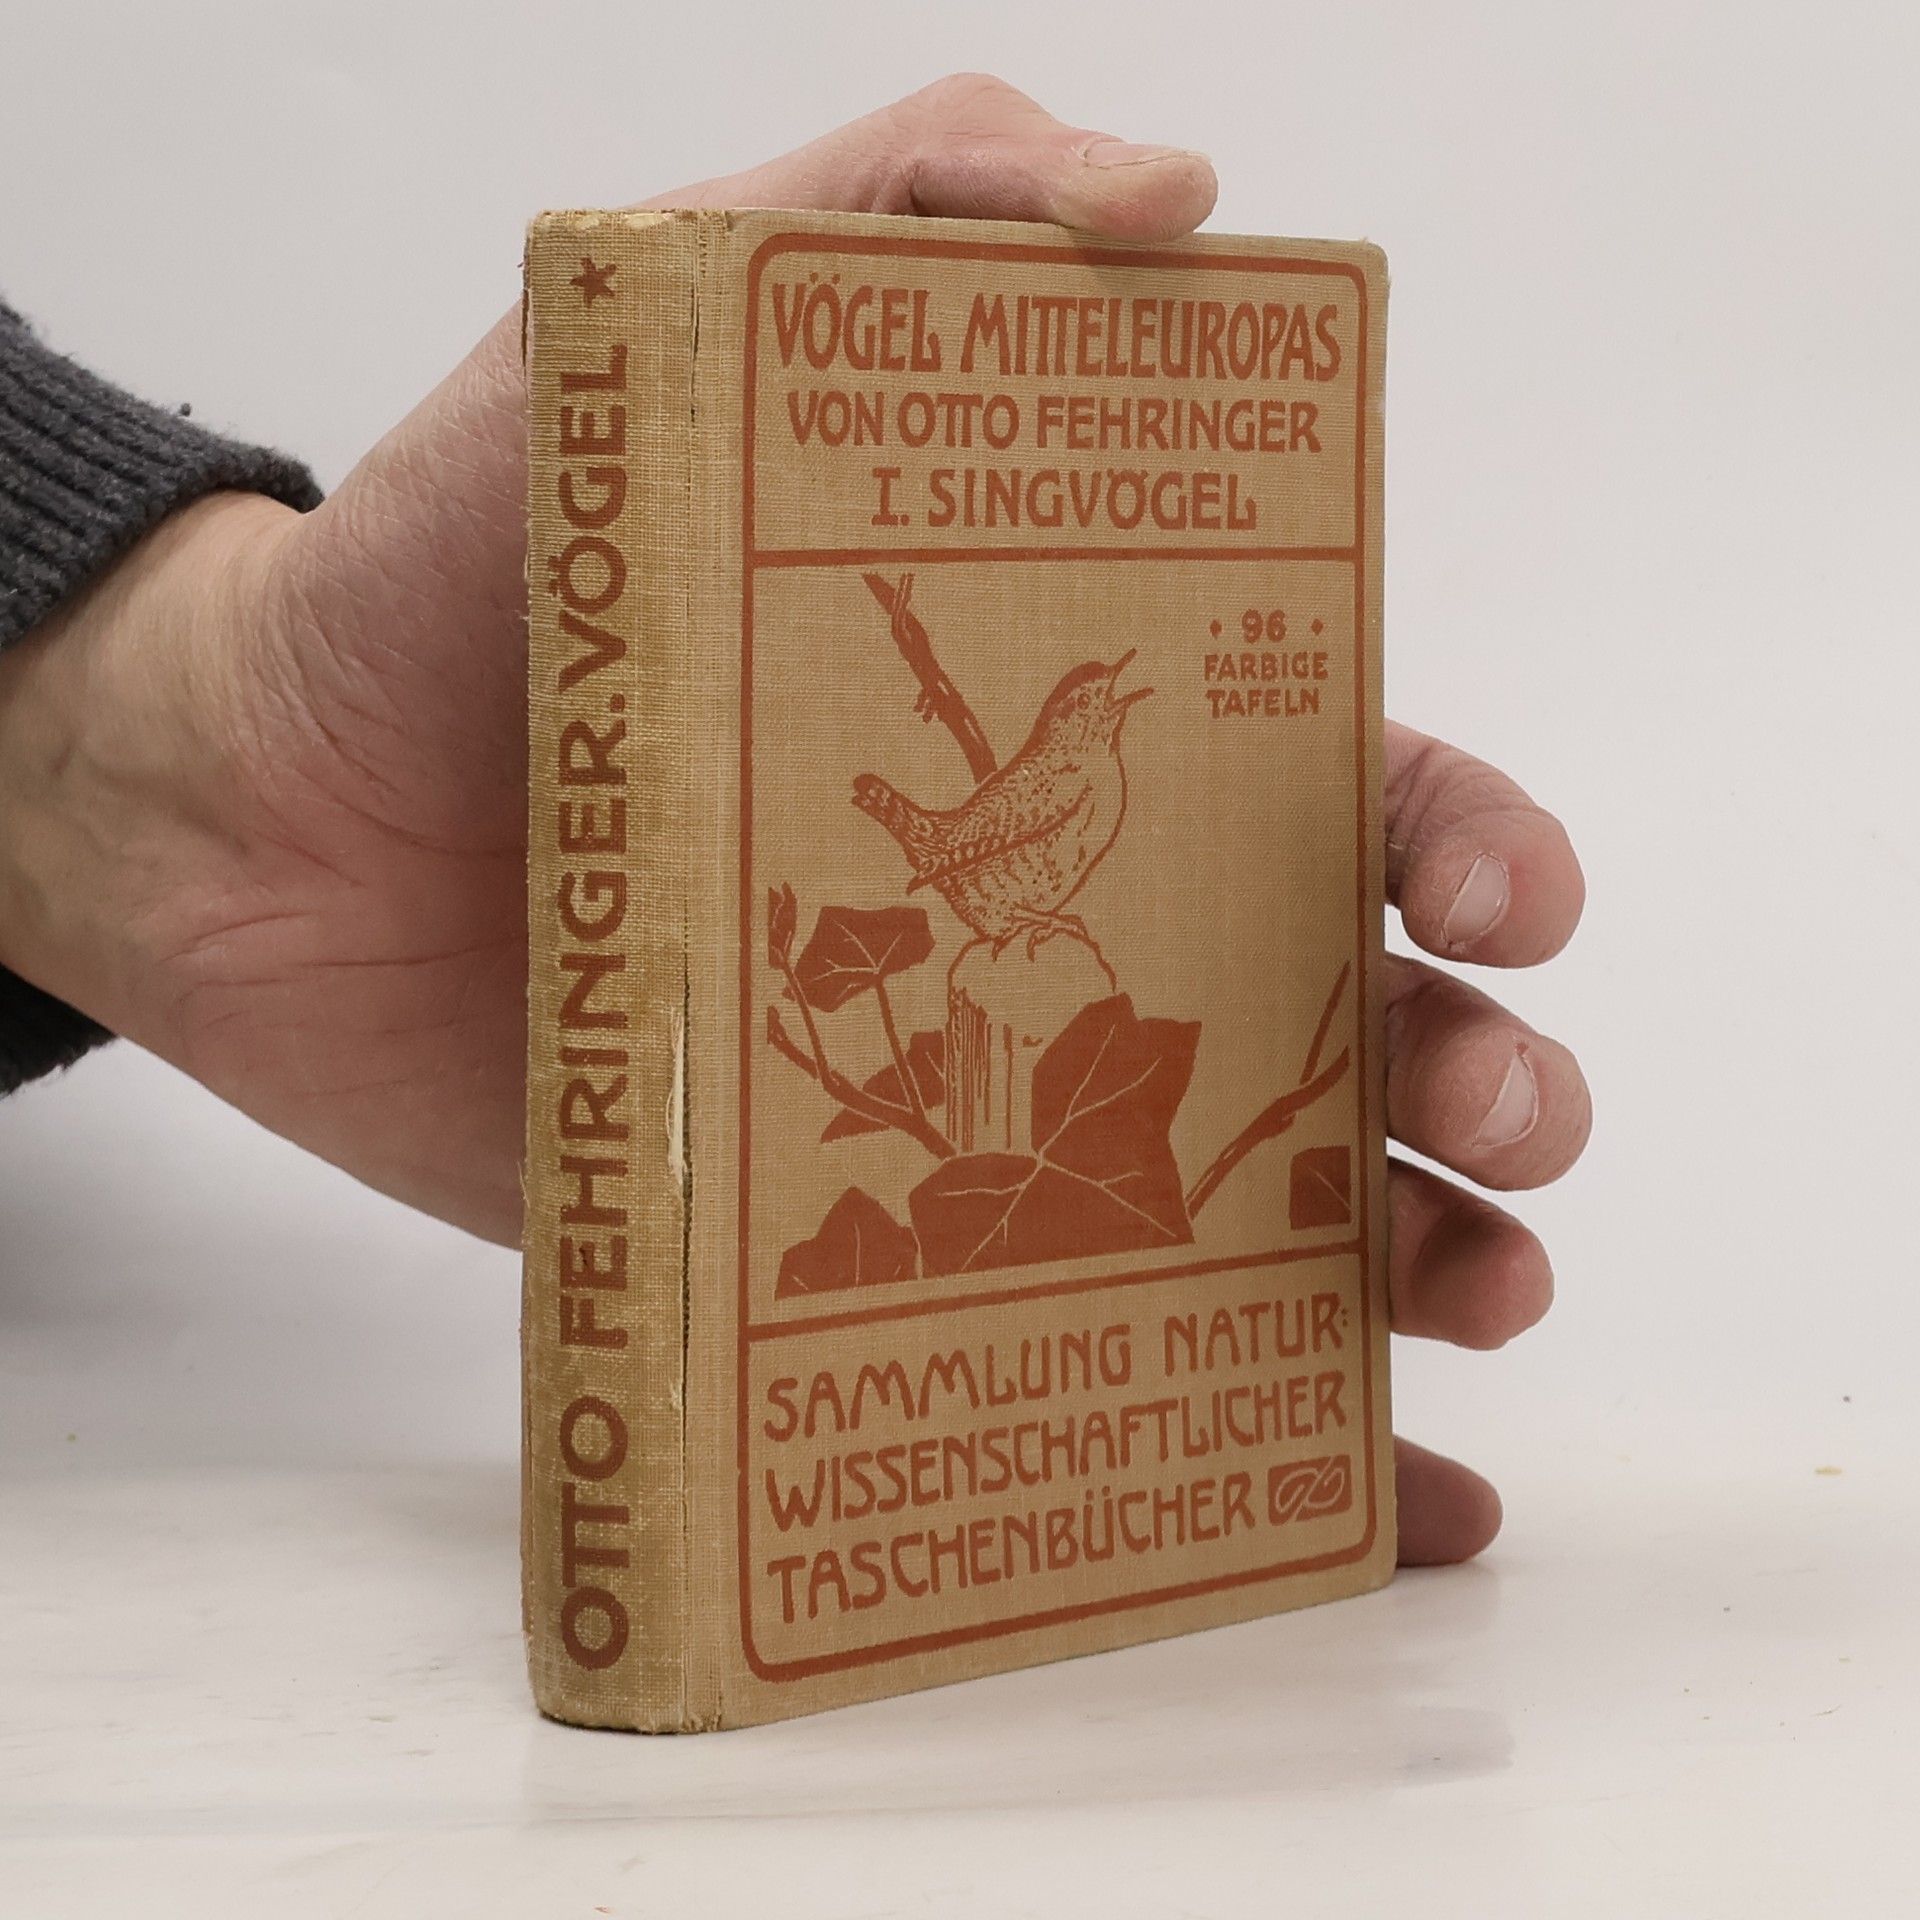 OTTO FEHRINGER. VÖGEL ★
VÖGEL MITTELEUROPAS
VON OTTO FEHRINGER
I. SINGVÖGEL
• 96 •
FARBIGE
TAFELN
SAMMLUNG NATUR:
WISSENSCHAFTLICHER
TASCHENBÜCHER